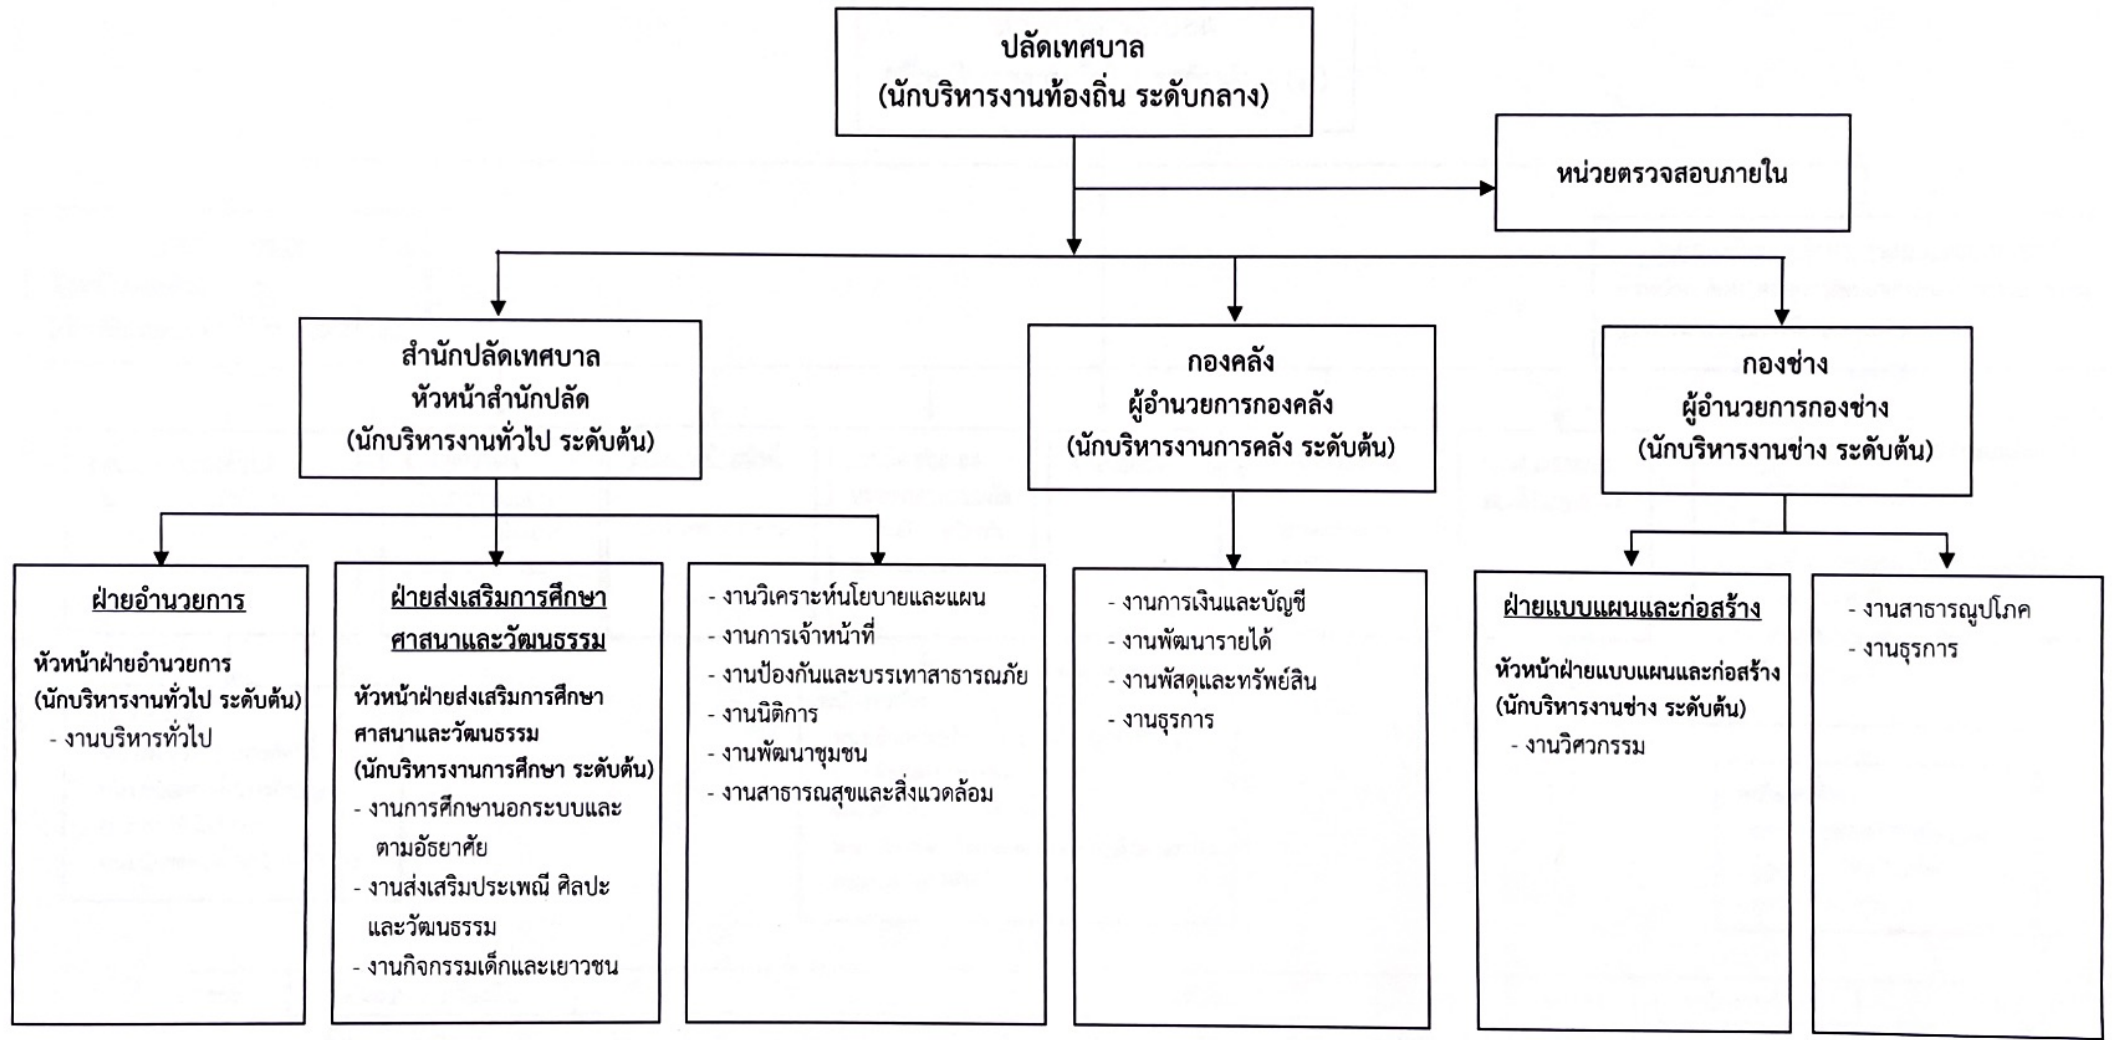 ปลัดเทศบาล
(นักบริหารงานท้องถิ่น ระดับกลาง)
หน่วยตรวจสอบภายใน
สำนักปลัดเทศบาล
หัวหน้าสำนักปลัด
(นักบริหารงานทั่วไป ระดับต้น)
กองคลัง
ผู้อำนวยการกองคลัง
(นักบริหารงานการคลัง ระดับต้น)
กองช่าง
ผู้อำนวยการกองช่าง
(นักบริหารงานช่าง ระดับต้น)
ฝ่ายอำนวยการ
หัวหน้าฝ่ายอำนวยการ
(นักบริหารงานทั่วไป ระดับต้น)
- งานบริหารทั่วไป
ฝ่ายส่งเสริมการศึกษา
ศาสนาและวัฒนธรรม
หัวหน้าฝ่ายส่งเสริมการศึกษา
ศาสนาและวัฒนธรรม
(นักบริหารงานการศึกษา ระดับต้น)
- งานการศึกษานอกระบบและ
ตามอัธยาศัย
- งานส่งเสริมประเพณี ศิลปะ
และวัฒนธรรม
- งานกิจกรรมเด็กและเยาวชน
- งานวิเคราะห์นโยบายและแผน
- งานการเจ้าหน้าที่
- งานป้องกันและบรรเทาสาธารณภัย
- งานนิติการ
- งานพัฒนาชุมชน
- งานสาธารณสุขและสิ่งแวดล้อม
- งานการเงินและบัญชี
- งานพัฒนารายได้
- งานพัสดุและทรัพย์สิน
- งานธุรการ
ฝ่ายแบบแผนและก่อสร้าง
หัวหน้าฝ่ายแบบแผนและก่อสร้าง
(นักบริหารงานช่าง ระดับต้น)
- งานวิศวกรรม
- งานสาธารณูปโภค
- งานธุรการ